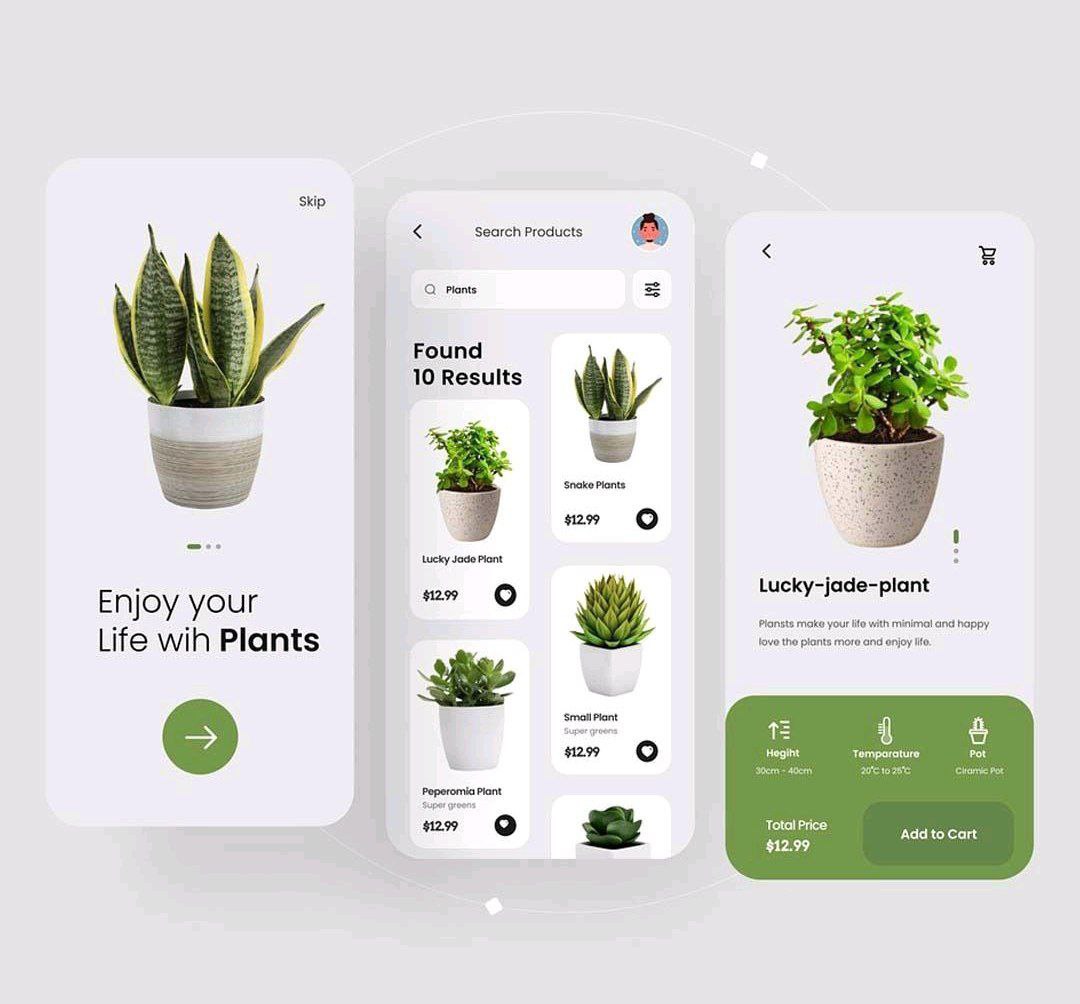 Skip
Enjoy your
Life wih Plants
Search Products
Plants
Found
10 Results
Lucky Jade Plant
$12.99
Peperomia Plant
Super greens
$12.99
Snake Plants
$12.99
Small Plant
Super greens
$12.99
Lucky-jade-plant
Plansts make your life with minimal and happy
love the plants more and enjoy life.
Hegiht
30cm - 40cm
Temparature
20°C to 25°C
Pot
Ciramic Pot
Total Price
$12.99
Add to Cart